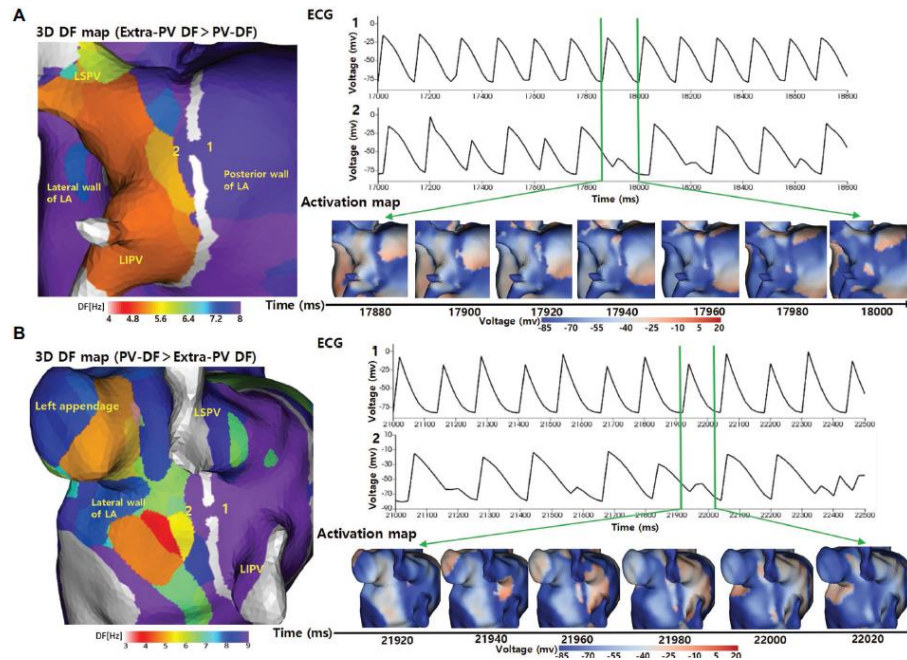 A
3D DF map (Extra-PV DF > PV-DF)
LSPV
2
1
Lateral wall
of LA
Posterior wall
of LA
LIPV
DF[Hz] 4 4.8 5.6 6.4 7.2 8
ECG
1
Voltage (mv)
0
-25
-50
-75
17000 17200 17400 17600 17800 18000 18200 18400 18600 18800
2
Voltage (mv)
0
-50
17000 17200 17400 17600 17800 18000 18200 18400 18600 18800
Time (ms)
Activation map
Time (ms)
17880 17900 17920 17940 17960 17980 18000
Voltage (mv) -85 -70 -55 -40 -25 -10 5 20
B
3D DF map (PV-DF > Extra-PV DF)
Left appendage
LSPV
Lateral wall
of LA
2
1
LIPV
DF[Hz] 3 4 5 6 7 8 9
ECG
1
Voltage (mv)
0
-25
-50
-75
21000 21200 21400 21600 21800 21900 22000 22100 22200 22300 22400 22500
2
Voltage (mv)
10
-10
-30
-50
-70
-90
21000 21200 21300 21400 21500 21600 21700 21800 21900 22000 22100 22200 22300 22400 22500
Time (ms)
Activation map
Time (ms)
21920 21940 21960 21980 22000 22020
Voltage (mv) -85 -70 -55 -40 -25 -10 5 20